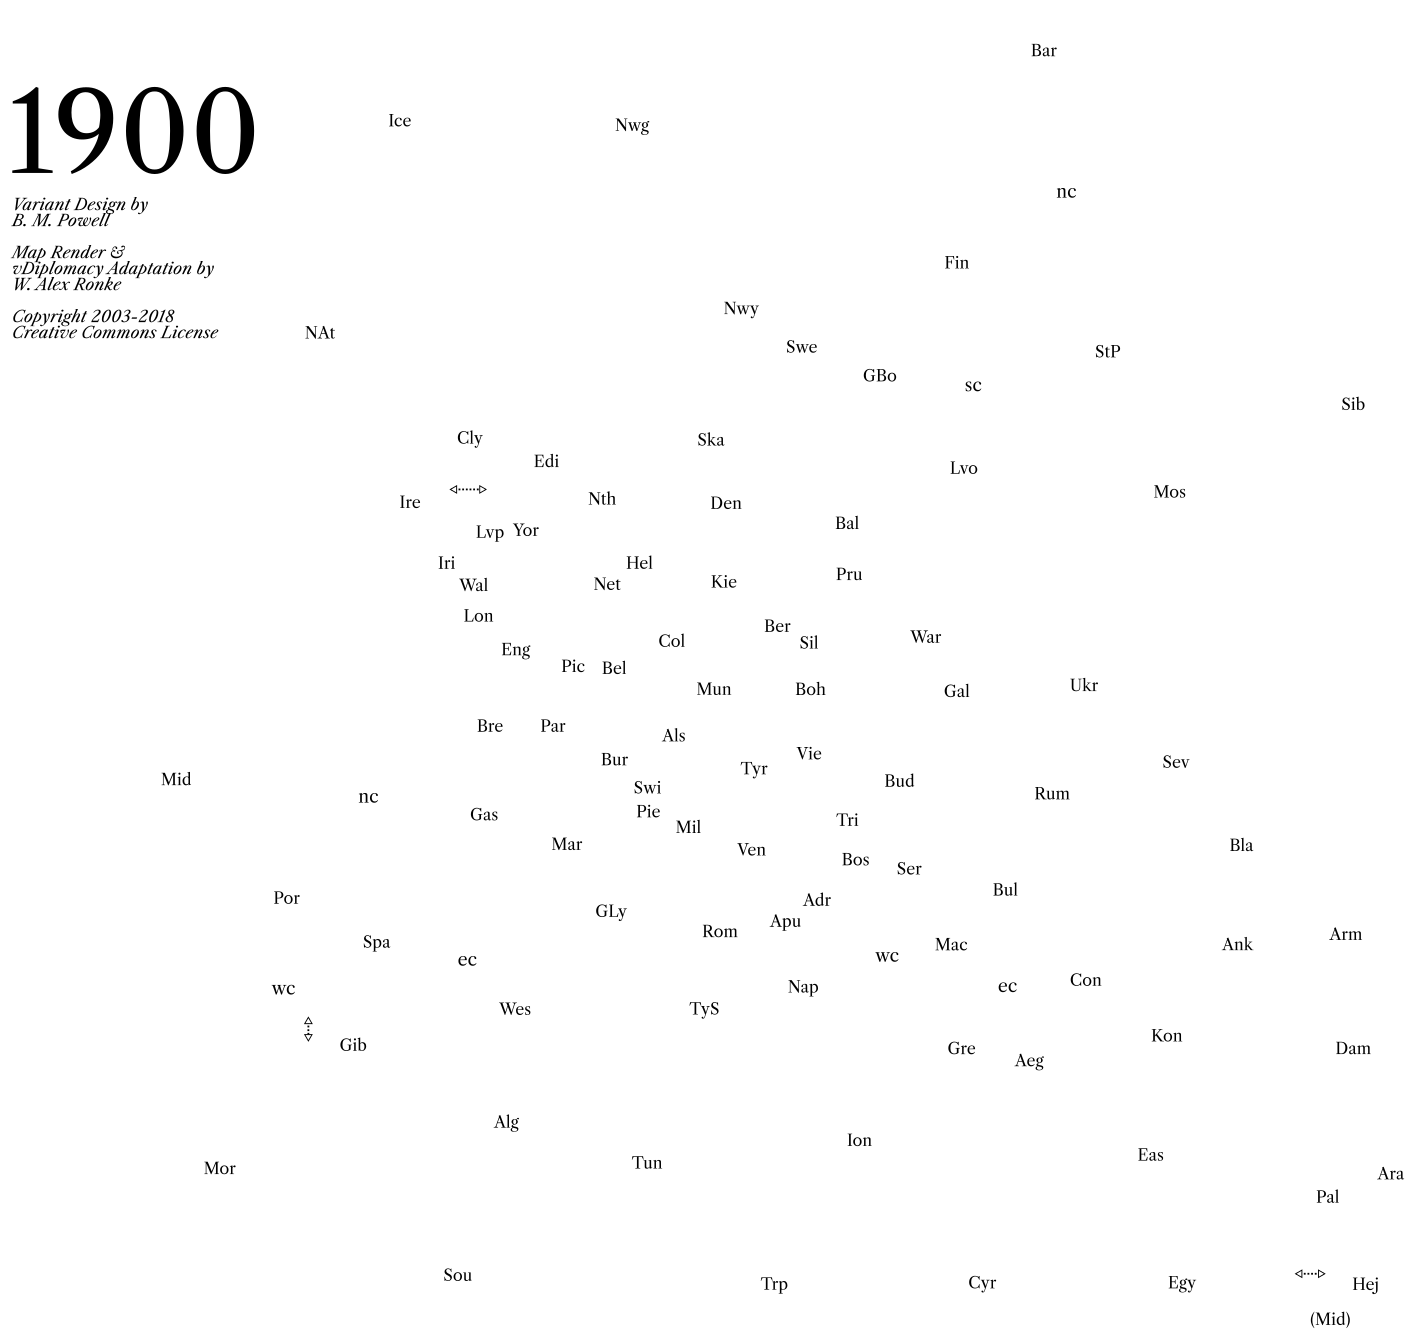 Bar
1900
Ice
Nwg
nc
Variant Design by
B. M. Powell
Map Render &
vDiplomacy Adaptation by
W. Alex Ronke
Copyright 2003-2018
Creative Commons License
Fin
Nwy
NAt
Swe
StP
GBo
sc
Sib
Cly
Ska
Edi
Lvo
Mos
Ire
Nth
Den
Bal
Lvp
Yor
Iri
Hel
Wal
Net
Kie
Pru
Lon
Ber
Col
Sil
War
Eng
Pic
Bel
Mun
Boh
Gal
Ukr
Bre
Par
Als
Vie
Bur
Tyr
Sev
Mid
Swi
Bud
Rum
nc
Gas
Pie
Mil
Tri
Mar
Ven
Bla
Bos
Ser
Bul
Por
Adr
GLy
Apu
Rom
Arm
Spa
Mac
Ank
ec
wc
Con
wc
Nap
ec
Wes
TyS
Kon
Gib
Gre
Aeg
Dam
Alg
Ion
Eas
Mor
Tun
Ara
Pal
Sou
Trp
Cyr
Egy
Hej
(Mid)